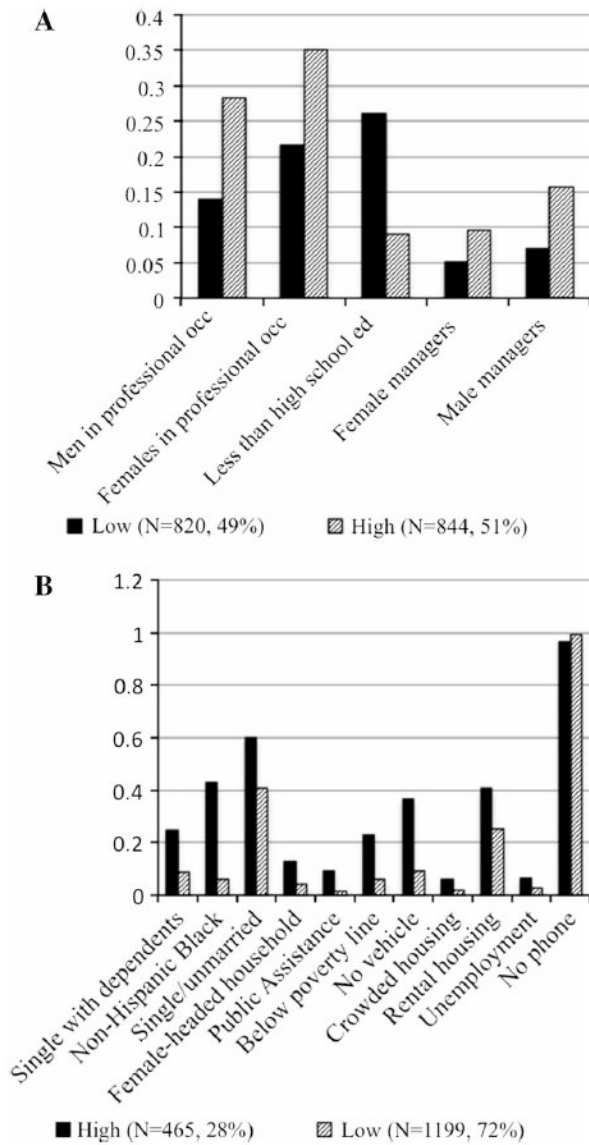 A
0.4
0.35
0.3
0.25
0.2
0.15
0.1
0.05
0
Men in professional occ
Females in professional occ
Less than high school ed
Female managers
Male managers
Low (N=820, 49%) High (N=844, 51%)
B
1.2
1
0.8
0.6
0.4
0.2
0
Single with dependents
Non-Hispanic Black
Single/unmarried
Female-headed household
Public Assistance
Below poverty line
No vehicle
Crowded housing
Rental housing
Unemployment
No phone
High (N=465, 28%) Low (N=1199, 72%)